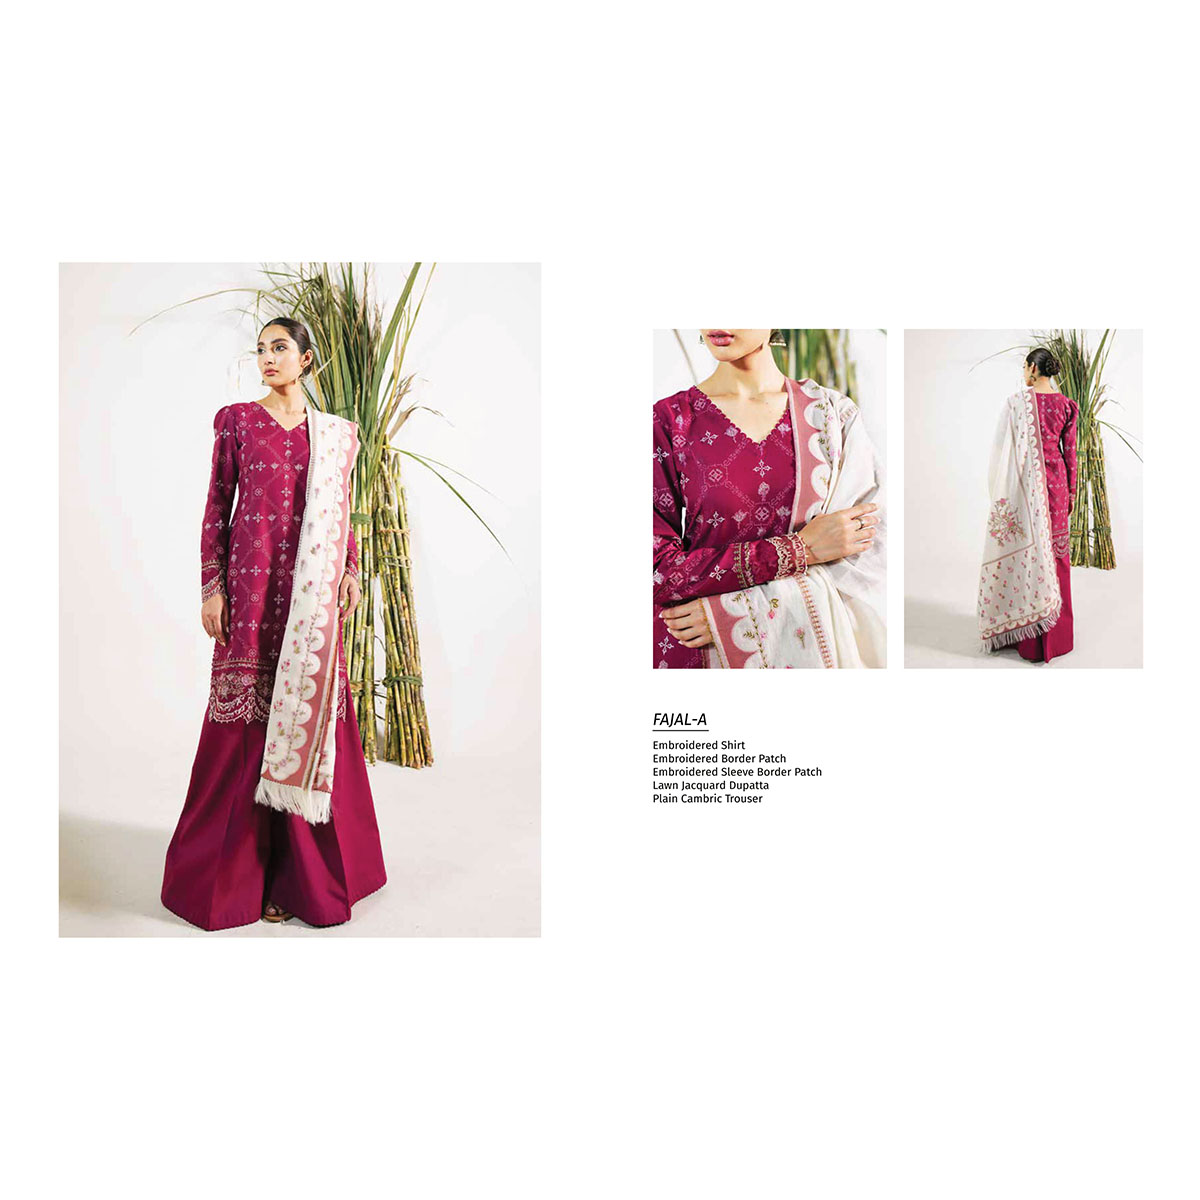 FAJAL-A
Embroidered Shirt
Embroidered Border Patch
Embroidered Sleeve Border Patch
Lawn Jacquard Dupatta
Plain Cambric Trouser